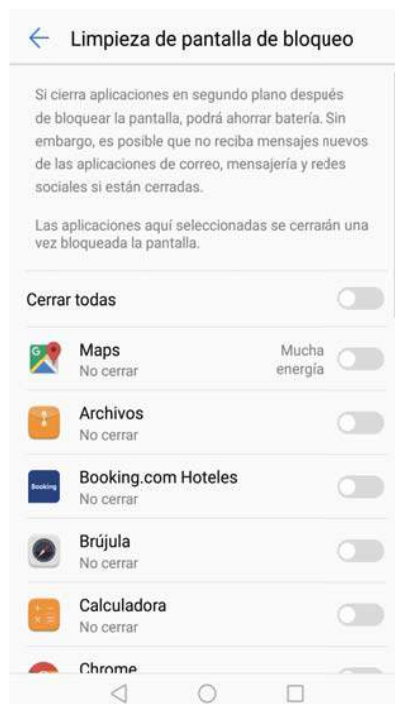 Limpieza de pantalla de bloqueo
Si cierra aplicaciones en segundo plano después
de bloquear la pantalla, podrá ahorrar batería. Sin
embargo, es posible que no reciba mensajes nuevos
de las aplicaciones de correo, mensajería y redes
sociales si están cerradas.
Las aplicaciones aquí seleccionadas se cerrarán una
vez bloqueada la pantalla.
Cerrar todas
G
Maps
No cerrar
Mucha
energía
Archivos
No cerrar
Booking
Booking.com Hoteles
No cerrar
Brújula
No cerrar
Calculadora
No cerrar
Chrome